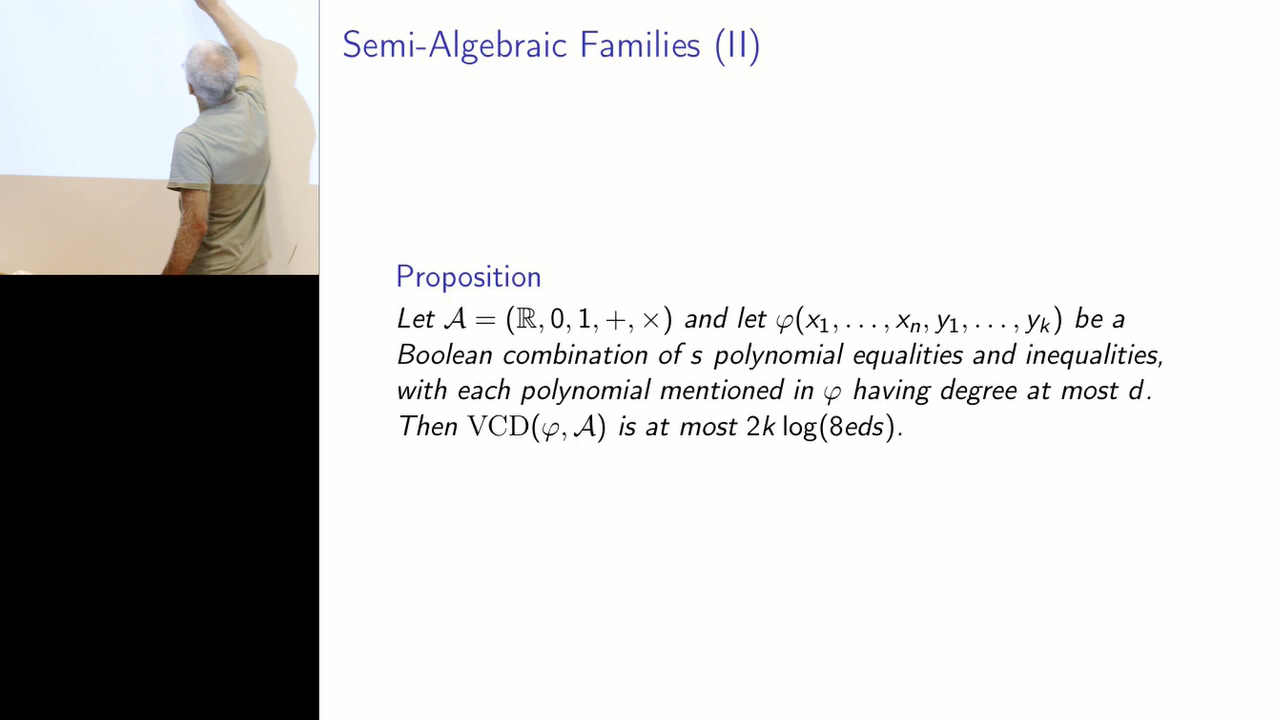 Semi-Algebraic Families (II)
Proposition
Let 𝒜 = (ℝ, 0, 1, +, ×) and let φ(x₁, . . . , xₙ, y₁, . . . , yₖ) be a
Boolean combination of s polynomial equalities and inequalities,
with each polynomial mentioned in φ having degree at most d.
Then VCD(φ, 𝒜) is at most 2k log(8eds).